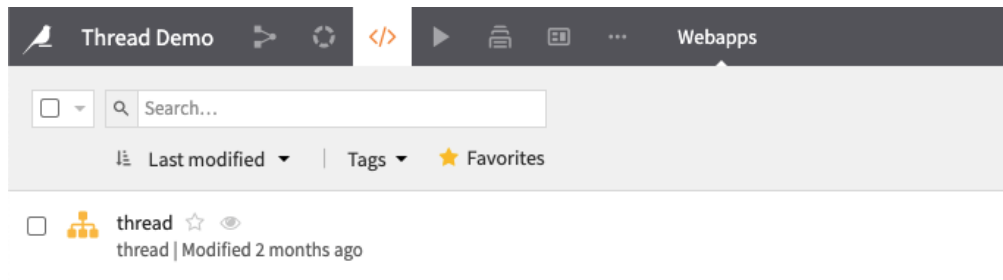 Thread Demo </> ... Webapps
Search...
Last modified | Tags Favorites
thread
thread | Modified 2 months ago